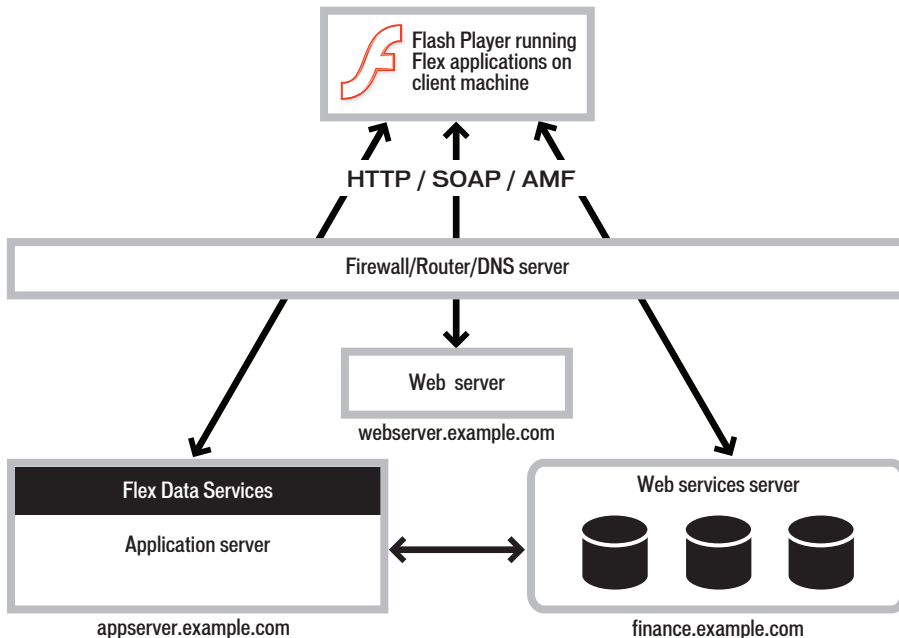 Flash Player running
Flex applications on
client machine
HTTP / SOAP / AMF
Firewall/Router/DNS server
Web server
webserver.example.com
Flex Data Services
Application server
appserver.example.com
Web services server
finance.example.com